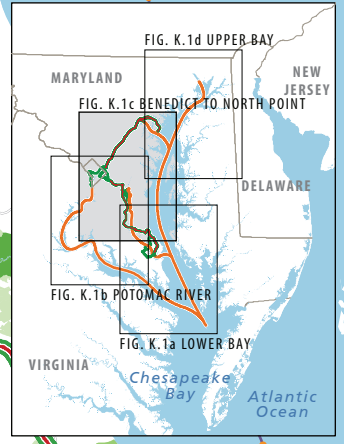 FIG. K.1d UPPER BAY
MARYLAND
NEW
JERSEY
FIG. K.1c BENEDICT TO NORTH POINT
DELAWARE
FIG. K.1b POTOMAC RIVER
FIG. K.1a LOWER BAY
VIRGINIA
Chesapeake
Bay
Atlantic
Ocean